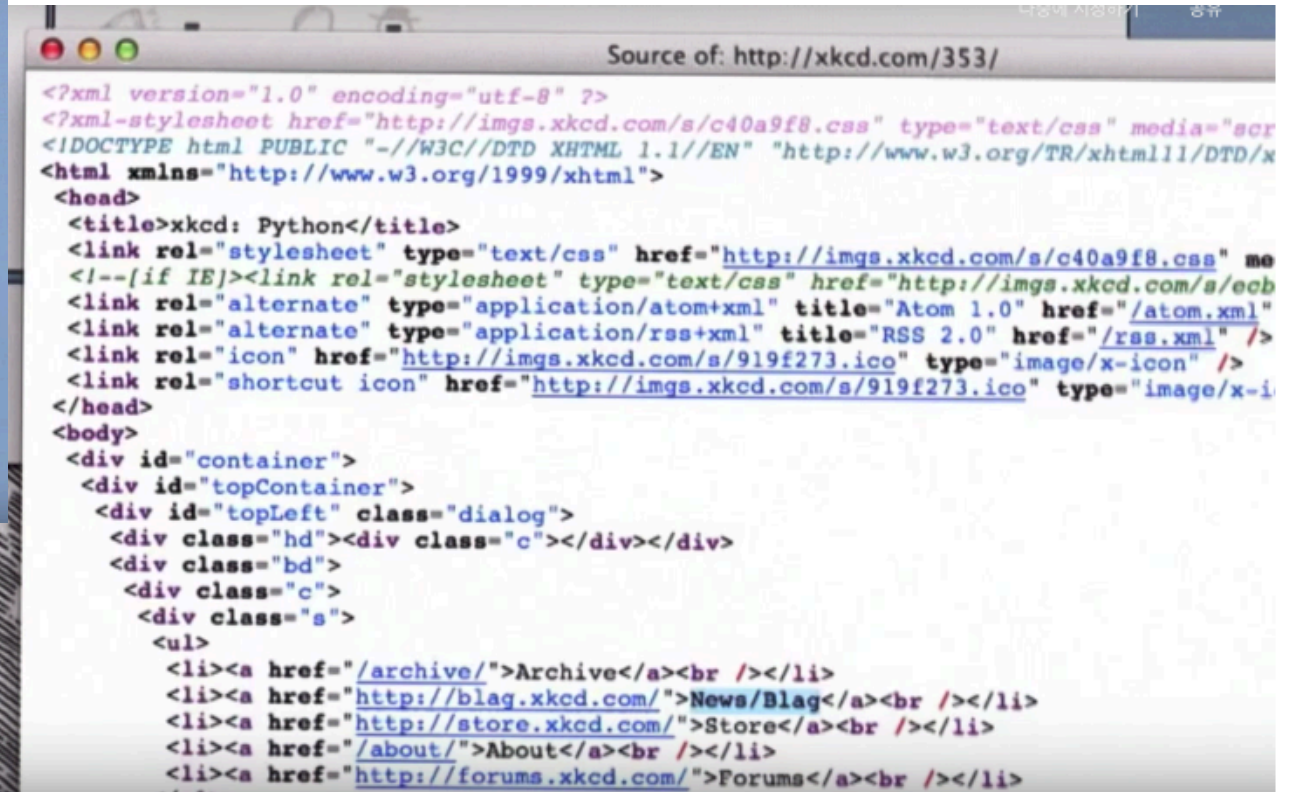 나중에 지정하기 공유
Source of: http://xkcd.com/353/
<?xml version="1.0" encoding="utf-8" ?>
<?xml-stylesheet href="http://imgs.xkcd.com/s/c40a9f8.css" type="text/css" media="scr
<!DOCTYPE html PUBLIC "-//W3C//DTD XHTML 1.1//EN" "http://www.w3.org/TR/xhtml11/DTD/x
<html xmlns="http://www.w3.org/1999/xhtml">
<head>
<title>xkcd: Python</title>
<link rel="stylesheet" type="text/css" href="http://imgs.xkcd.com/s/c40a9f8.css" me
<!--[if IE]><link rel="stylesheet" type="text/css" href="http://imgs.xkcd.com/s/ecb
<link rel="alternate" type="application/atom+xml" title="Atom 1.0" href="/atom.xml"
<link rel="alternate" type="application/rss+xml" title="RSS 2.0" href="/rss.xml" />
<link rel="icon" href="http://imgs.xkcd.com/s/919f273.ico" type="image/x-icon" />
<link rel="shortcut icon" href="http://imgs.xkcd.com/s/919f273.ico" type="image/x-i
</head>
<body>
<div id="container">
<div id="topContainer">
<div id="topLeft" class="dialog">
<div class="hd"><div class="c"></div></div>
<div class="bd">
<div class="c">
<div class="s">
<ul>
<li><a href="/archive/">Archive</a><br /></li>
<li><a href="http://blag.xkcd.com/">News/Blag</a><br /></li>
<li><a href="http://store.xkcd.com/">Store</a><br /></li>
<li><a href="/about/">About</a><br /></li>
<li><a href="http://forums.xkcd.com/">Forums</a><br /></li>